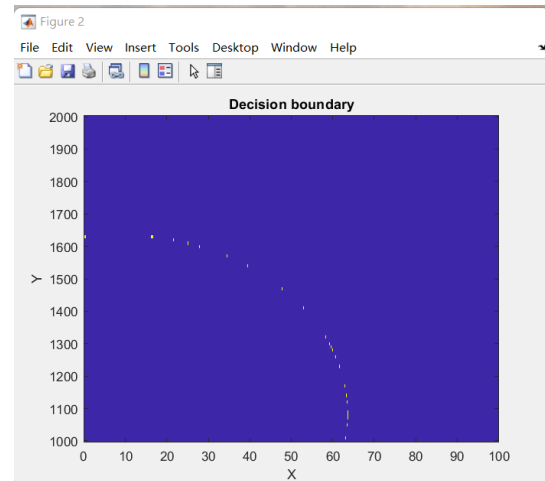 Figure 2
File Edit View Insert Tools Desktop Window Help
Decision boundary
2000
1900
1800
1700
1600
1500
1400
1300
1200
1100
1000
Y
0 10 20 30 40 50 60 70 80 90 100
X